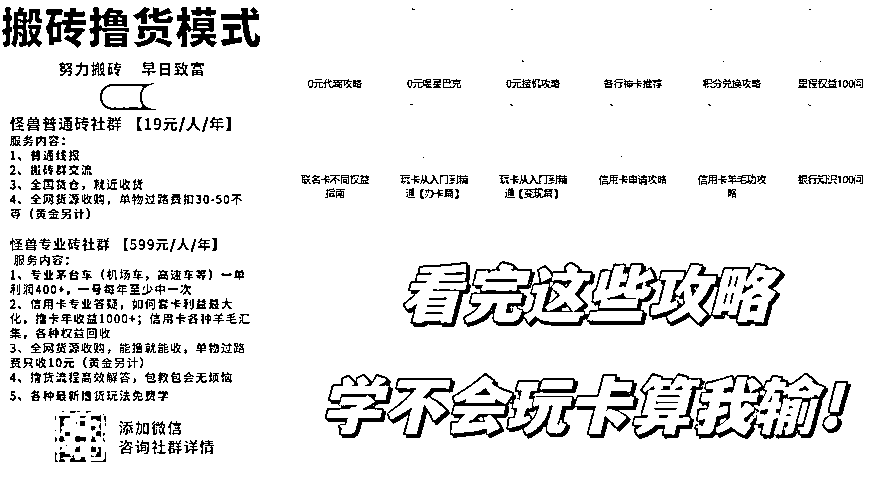 搬砖撸货模式
努力搬砖 早日致富
怪兽普通砖社群 【19元/人/年】
服务内容：
1、普通线报
2、搬砖群交流
3、全国货仓，就近收货
4、全网货源收购，单物过路费扣30-50不
等（黄金另计）
怪兽专业砖社群 【599元/人/年】
服务内容：
1、专业茅台车（机场车，高速车等）一单
利润400+，一号每年至少中一次
2、信用卡专业答疑，如何套卡利益最大
化，撸卡年收益1000+；信用卡各种羊毛汇
集，各种权益回收
3、全网货源收购，能撸就能收，单物过路
费只收10元（黄金另计）
4、撸货流程高效解答，包教包会无烦恼
5、各种最新撸货玩法免费学
添加微信
咨询社群详情
0元代驾攻略
0元喝星巴克
0元接机攻略
各行神卡推荐
积分兑换攻略
里程权益100问
联名卡不同权益
指南
玩卡从入门到精
通【办卡篇】
玩卡从入门到精
通【变现篇】
信用卡申请攻略
信用卡羊毛攻
略
银行知识100问
看完这些攻略
学不会玩卡算我输！